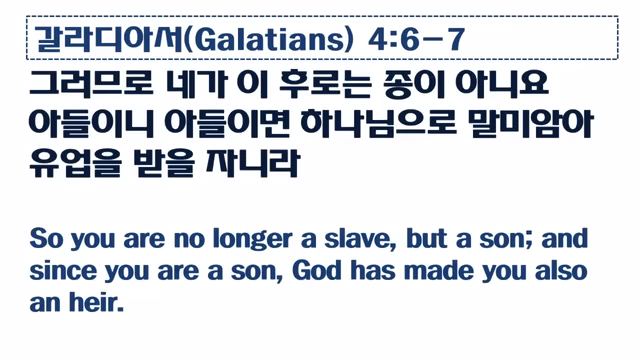 갈라디아서(Galatians) 4:6-7
그러므로 네가 이 후로는 종이 아니요
아들이니 아들이면 하나님으로 말미암아
유업을 받을 자니라
So you are no longer a slave, but a son; and
since you are a son, God has made you also
an heir.